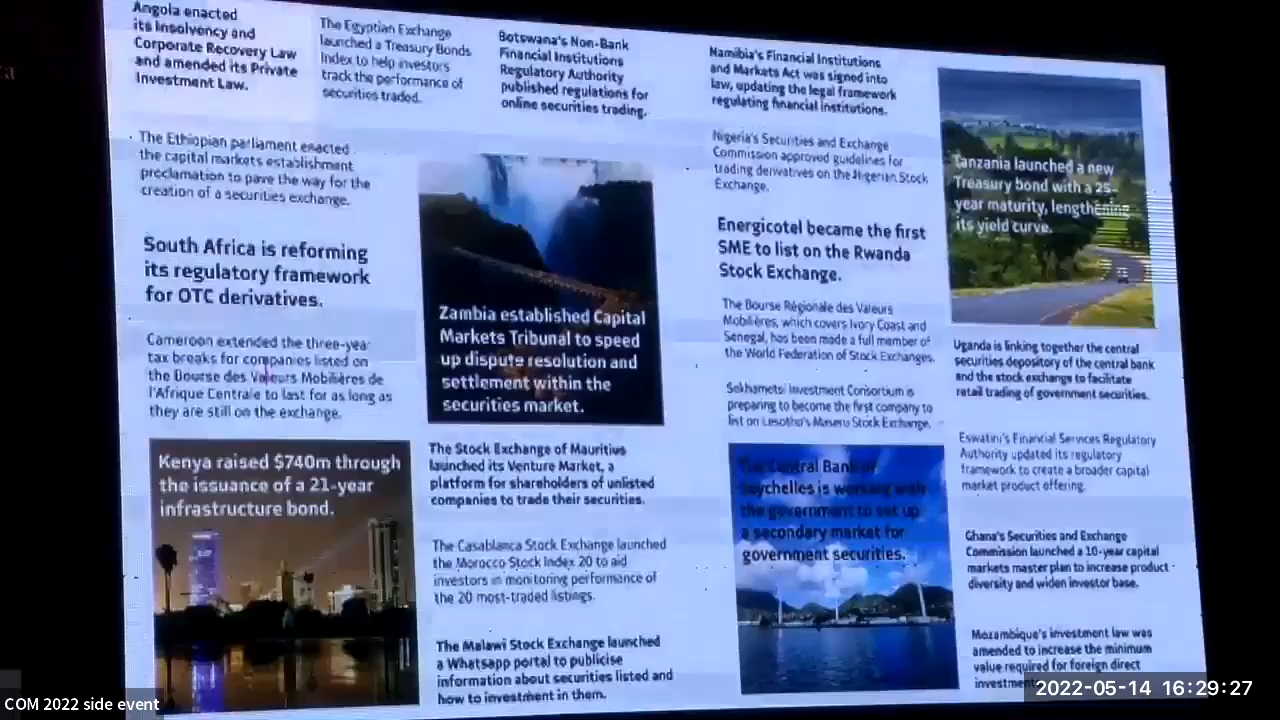 Angola enacted
its Insolvency and
Corporate Recovery Law
and amended its Private
Investment Law.
The Egyptian Exchange
launched a Treasury Bonds
Index to help investors
track the performance of
securities traded.
Botswana's Non-Bank
Financial Institutions
Regulatory Authority
published regulations for
online securities trading.
Namibia's Financial Institutions
and Markets Act was signed into
law, updating the legal framework
regulating financial institutions.
The Ethiopian parliament enacted
the capital markets establishment
proclamation to pave the way for the
creation of a securities exchange.
South Africa is reforming
its regulatory framework
for OTC derivatives.
Cameroon extended the three-year
tax breaks for companies listed on
the Bourse des Valeurs Mobilières de
l'Afrique Centrale to last for as long as
they are still on the exchange.
Kenya raised $740m through
the issuance of a 21-year
infrastructure bond.
Zambia established Capital
Markets Tribunal to speed
up dispute resolution and
settlement within the
securities market.
The Stock Exchange of Mauritius
launched its Venture Market, a
platform for shareholders of unlisted
companies to trade their securities.
The Casablanca Stock Exchange launched
the Morocco Stock Index 20 to aid
investors in monitoring performance of
the 20 most-traded listings.
The Malawi Stock Exchange launched
a Whatsapp portal to publicise
information about securities listed and
how to investment in them.
Nigeria's Securities and Exchange
Commission approved guidelines for
trading derivatives on the Nigerian Stock
Exchange.
Energicotel became the first
SME to list on the Rwanda
Stock Exchange.
The Bourse Régionale des Valeurs
Mobilières, which covers Ivory Coast and
Senegal, has been made a full member of
the World Federation of Stock Exchanges.
Sekhametsi Investment Consortium is
preparing to become the first company to
list on Lesotho's Maseru Stock Exchange.
The Central Bank of
Seychelles is working with
the government to set up
a secondary market for
government securities.
Tanzania launched a new
Treasury bond with a 25-
year maturity, lengthening
its yield curve.
Uganda is linking together the central
securities depository of the central bank
and the stock exchange to facilitate
retail trading of government securities.
Eswatini's Financial Services Regulatory
Authority updated its regulatory
framework to create a broader capital
market product offering.
Ghana's Securities and Exchange
Commission launched a 10-year capital
markets master plan to increase product
diversity and widen investor base.
Mozambique's investment law was
amended to increase the minimum
value required for foreign direct
investment
COM 2022 side event
2022-05-14 16:29:27